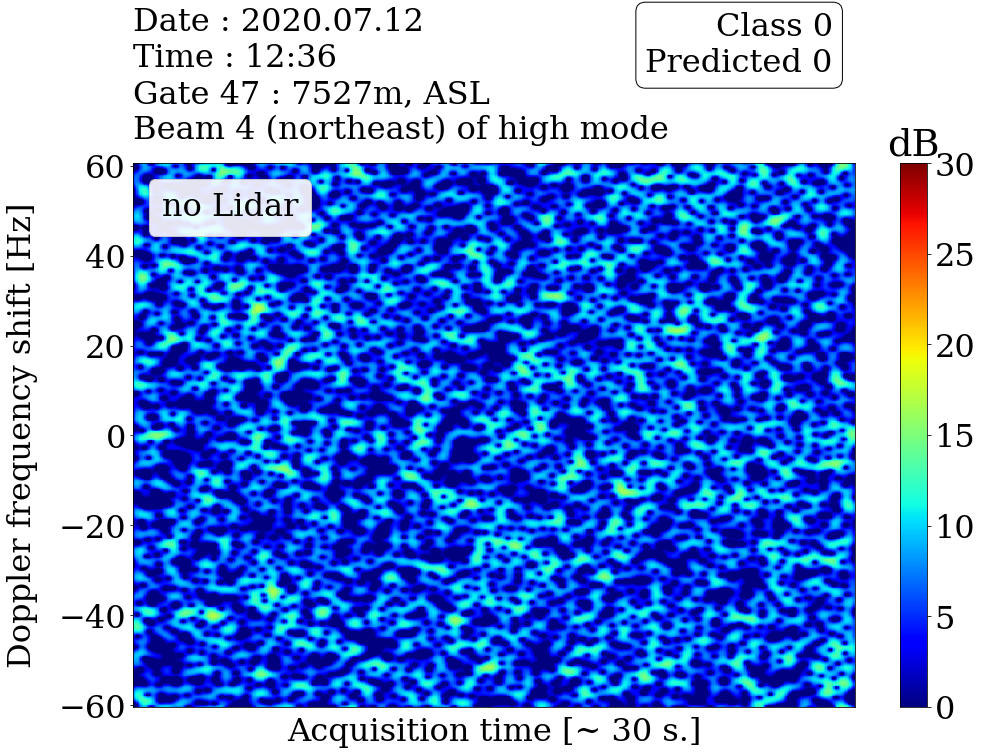 Date : 2020.07.12
Time : 12:36
Gate 47 : 7527m, ASL
Beam 4 (northeast) of high mode
Class 0
Predicted 0
dB
no Lidar
Doppler frequency shift [Hz]
60
40
20
0
−20
−40
−60
Acquisition time [~ 30 s.]
30
25
20
15
10
5
0